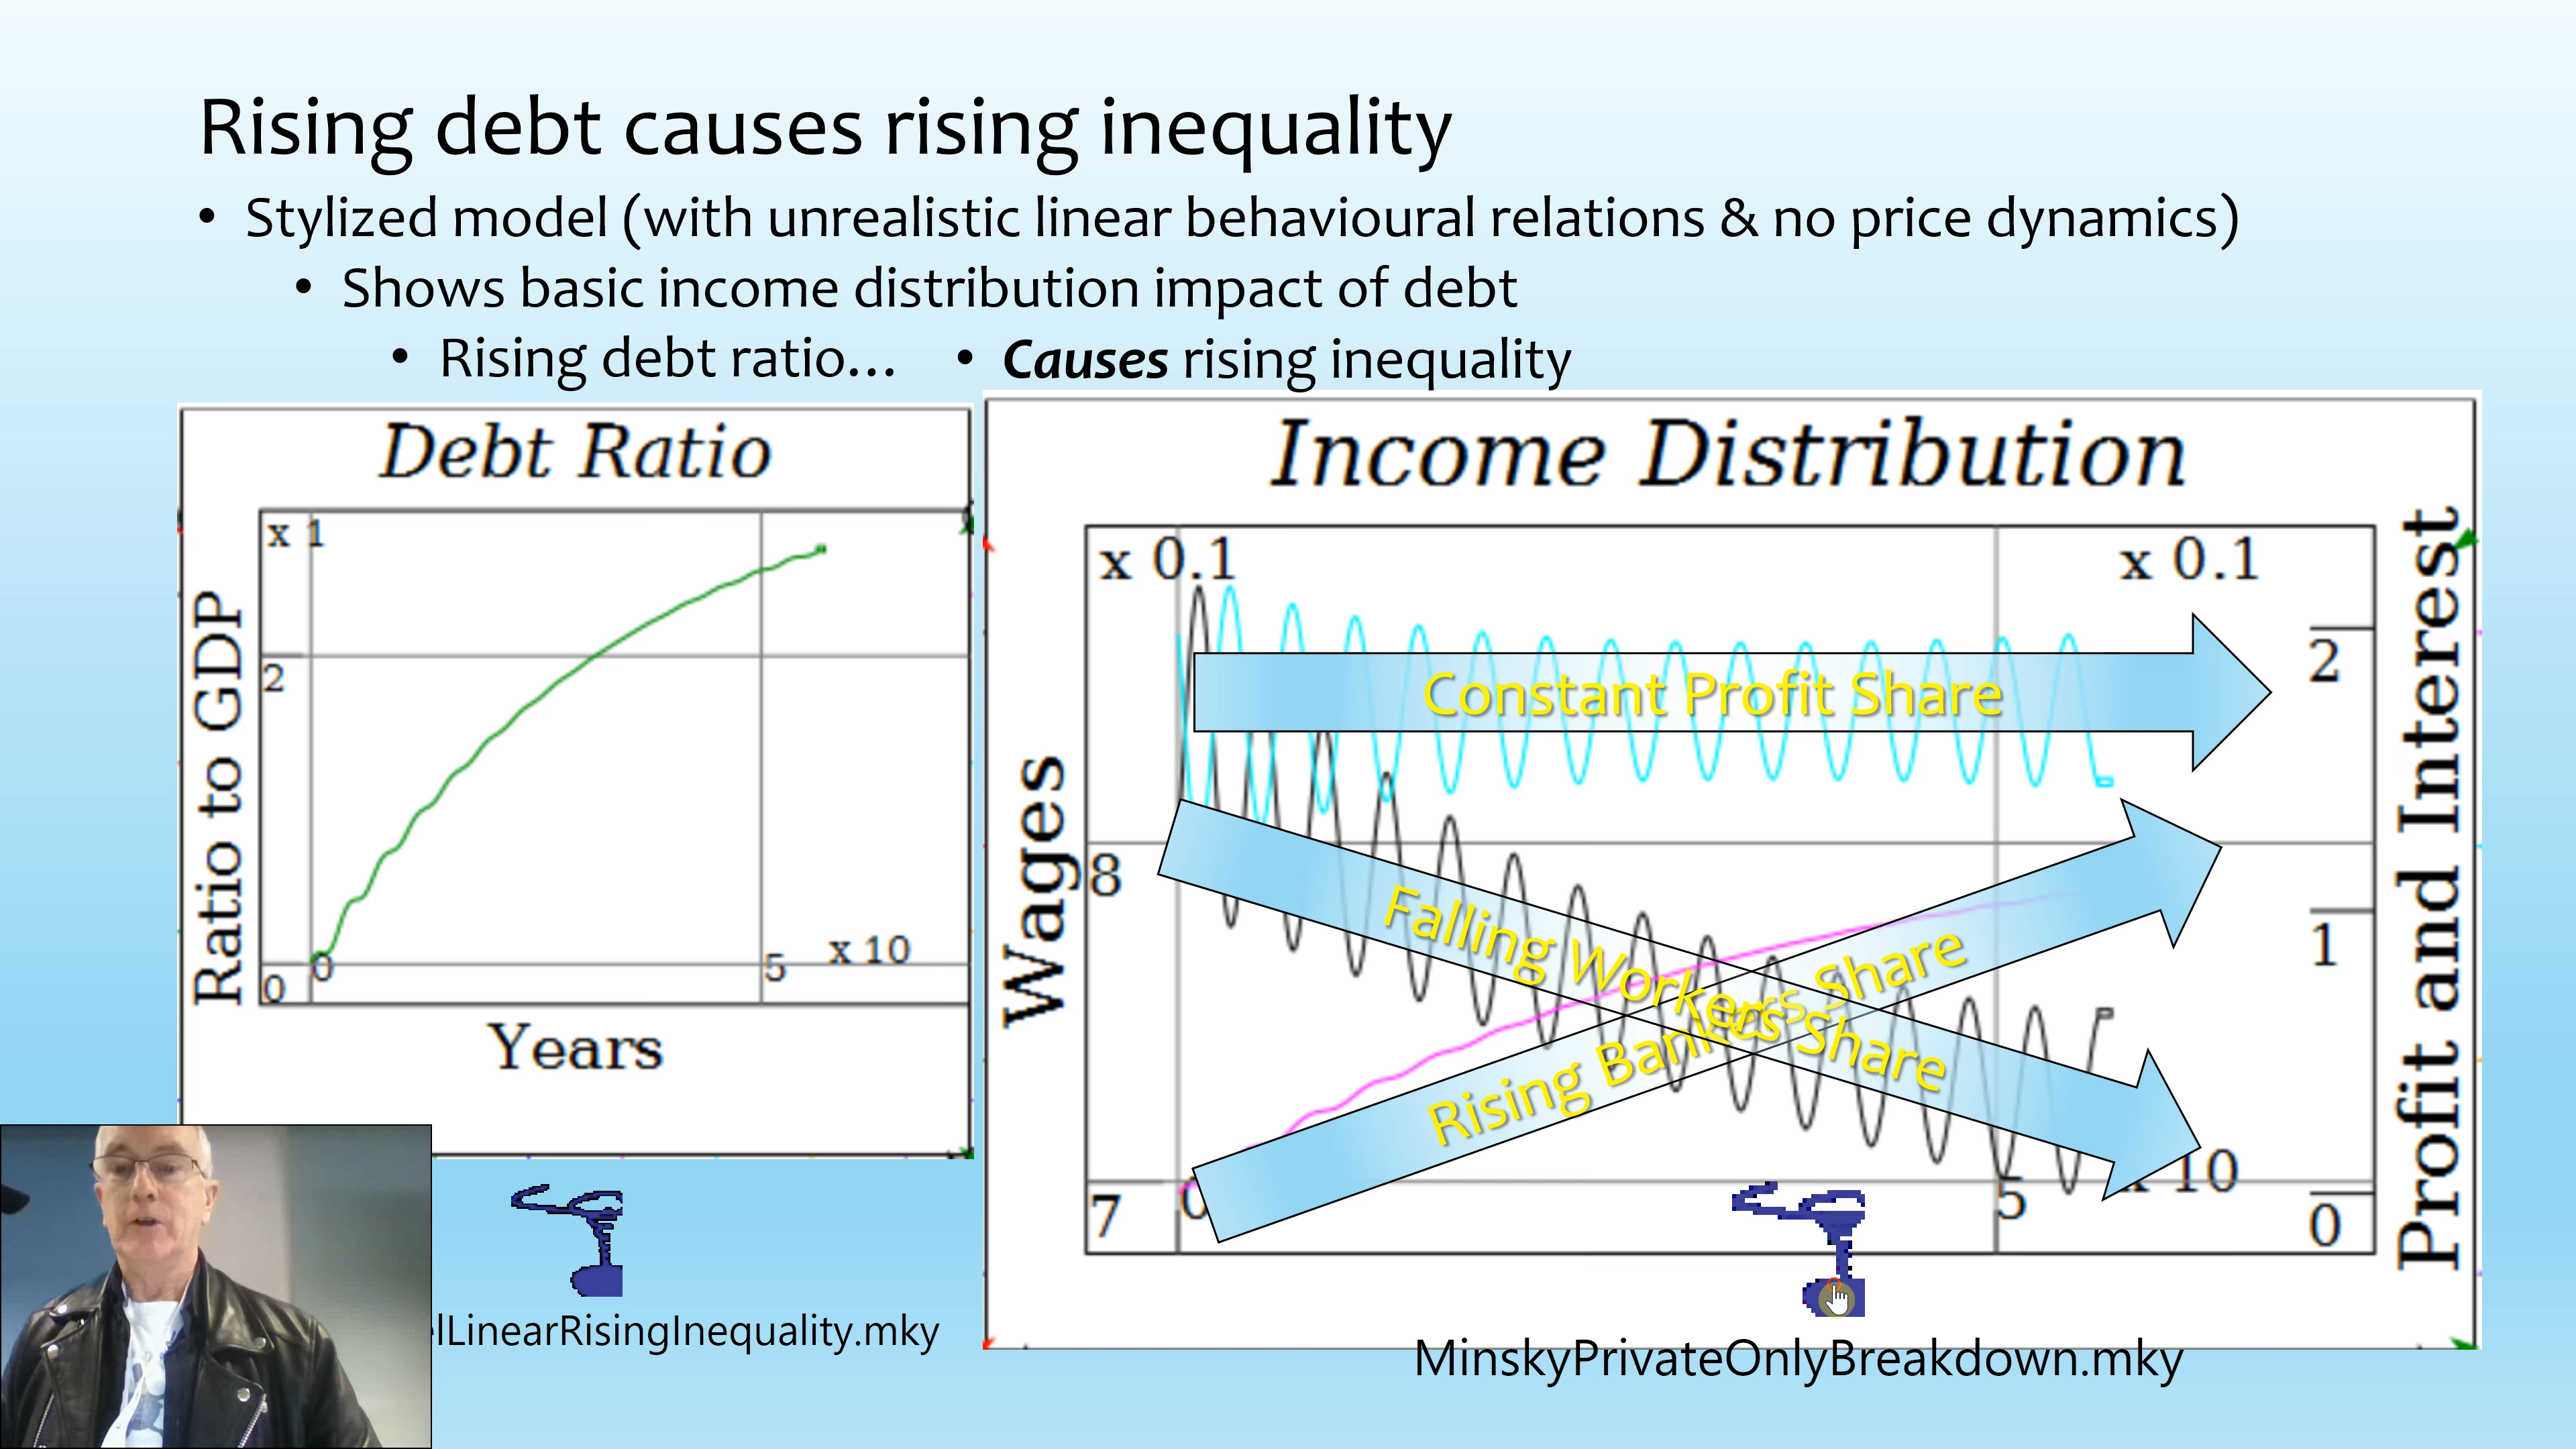 Rising debt causes rising inequality
• Stylized model (with unrealistic linear behavioural relations & no price dynamics)
• Shows basic income distribution impact of debt
• Rising debt ratio…
• Causes rising inequality
Debt Ratio
x 1
Ratio to GDP
2
0
0
5
x 10
Years
Income Distribution
x 0.1
x 0.1
Wages
8
7
0
5
x 10
2
1
0
Profit and Interest
Constant Profit Share
Falling Workers Share
Rising Bankers Share
lLinearRisingInequality.mky
MinskyPrivateOnlyBreakdown.mky